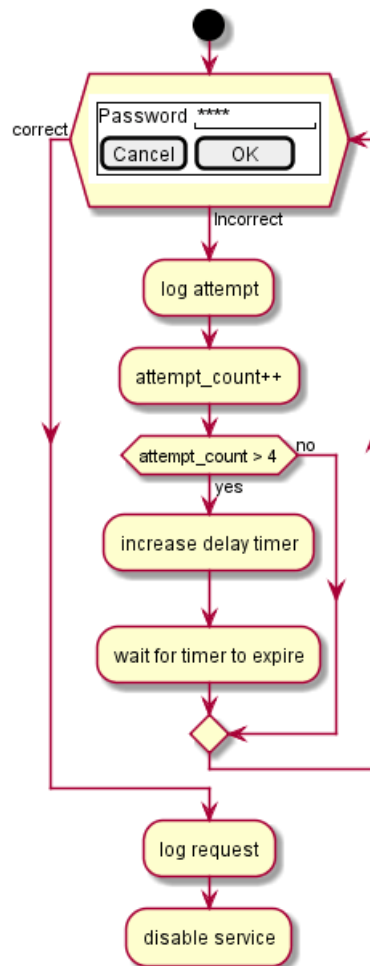 correct
Password ****
Cancel OK
Incorrect
log attempt
attempt_count++
attempt_count > 4 no
yes
increase delay timer
wait for timer to expire
log request
disable service